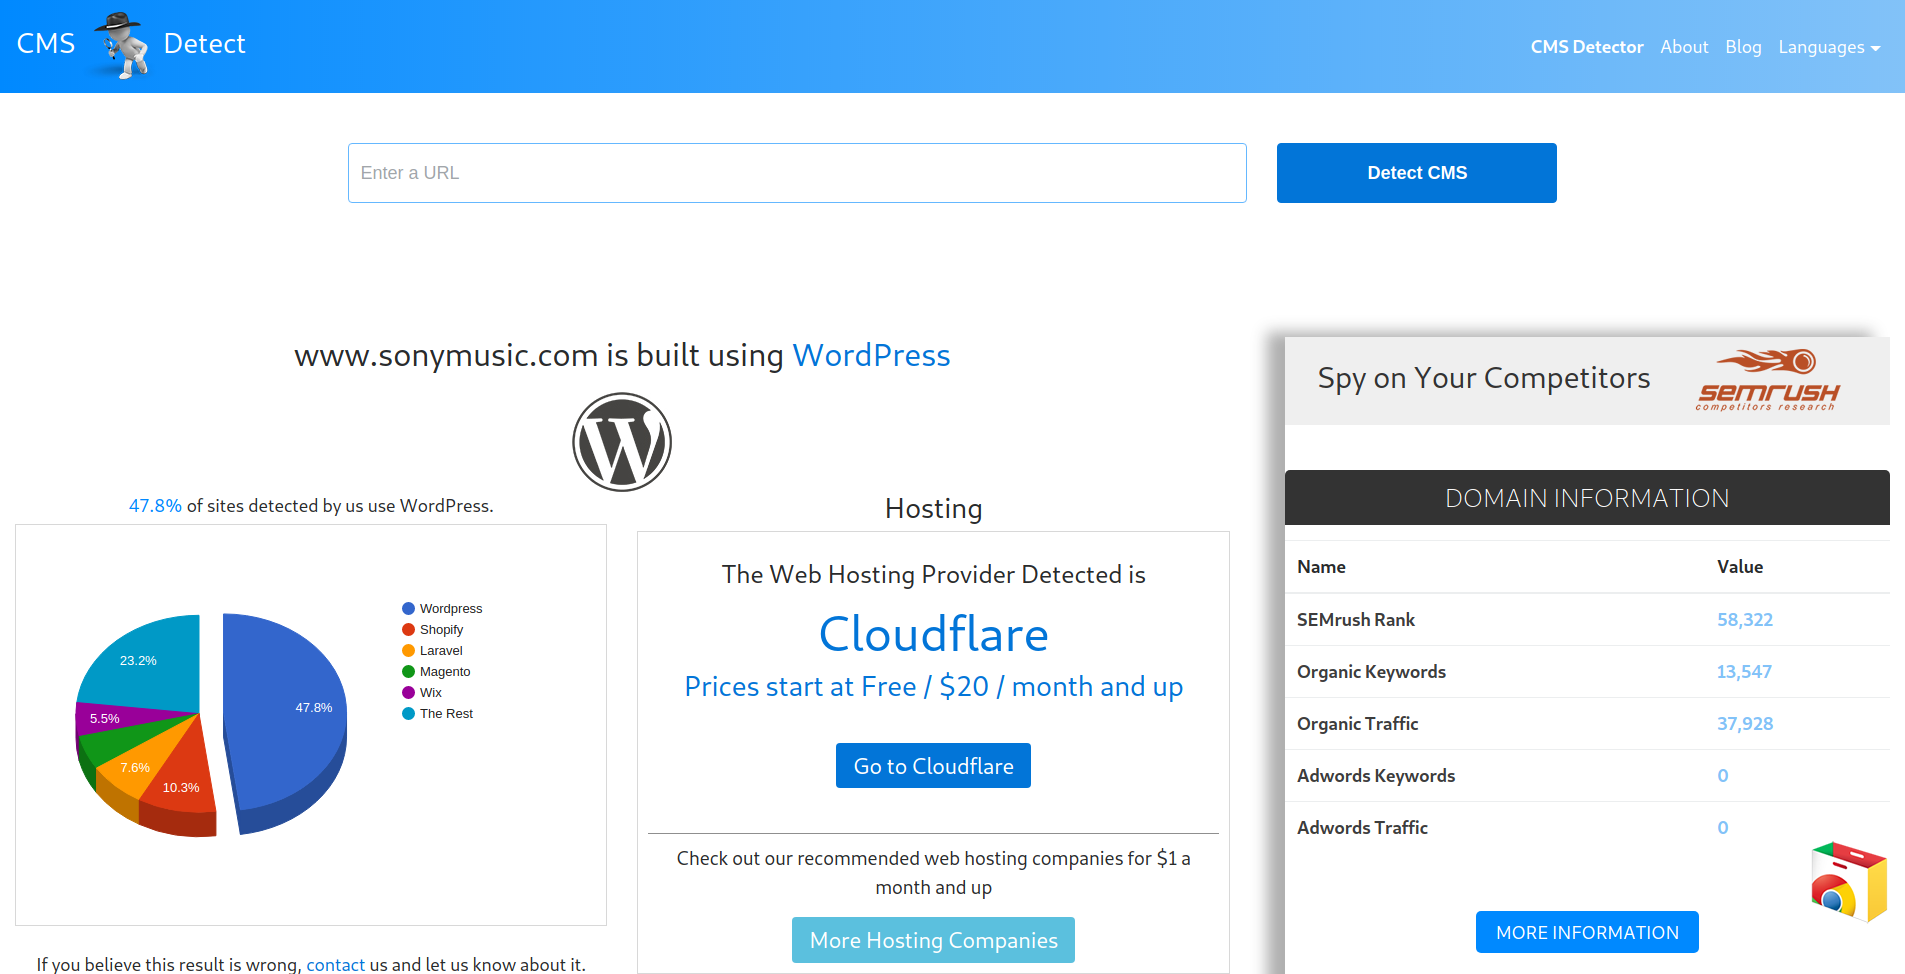 CMS Detect
CMS Detector About Blog Languages
Enter a URL
Detect CMS
www.sonymusic.com is built using WordPress
W
47.8% of sites detected by us use WordPress.
Wordpress
Shopify
Laravel
Magento
Wix
The Rest
23.2%
47.8%
5.5%
7.6%
10.3%
If you believe this result is wrong, contact us and let us know about it.
Hosting
The Web Hosting Provider Detected is
Cloudflare
Prices start at Free / $20 / month and up
Go to Cloudflare
Check out our recommended web hosting companies for $1 a
month and up
More Hosting Companies
Spy on Your Competitors
SEMRUSH
competitors research
DOMAIN INFORMATION
Name Value
SEMrush Rank 58,322
Organic Keywords 13,547
Organic Traffic 37,928
Adwords Keywords 0
Adwords Traffic 0
MORE INFORMATION